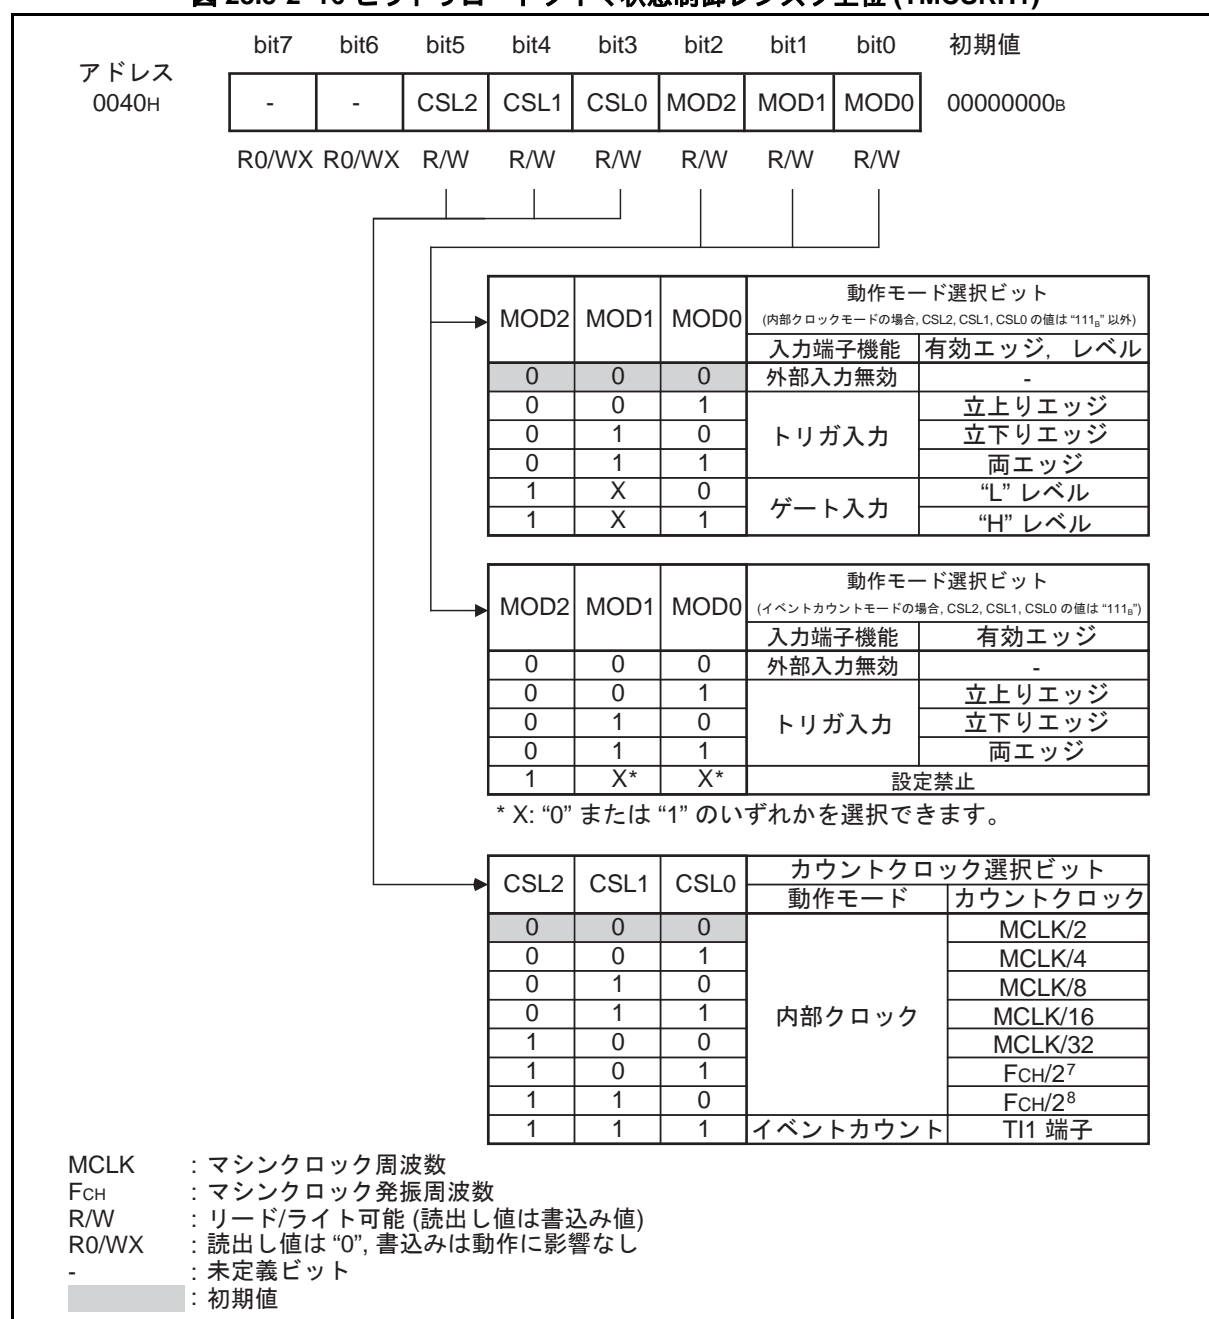 bit7 bit6 bit5 bit4 bit3 bit2 bit1 bit0 初期値
アドレス
0040H - - CSL2 CSL1 CSL0 MOD2 MOD1 MOD0 00000000B
R0/WX R0/WX R/W R/W R/W R/W R/W R/W
MOD2 MOD1 MOD0 動作モード選択ビット
(内部クロックモードの場合, CSL2, CSL1, CSL0 の値は “111B” 以外)
入力端子機能 有効エッジ, レベル
0 0 0 外部入力無効 -
0 0 1 トリガ入力 立上りエッジ
0 1 0 立下りエッジ
0 1 1 両エッジ
1 X 0 ゲート入力 “L” レベル
1 X 1 “H” レベル
MOD2 MOD1 MOD0 動作モード選択ビット
(イベントカウントモードの場合, CSL2, CSL1, CSL0 の値は “111B”)
入力端子機能 有効エッジ
0 0 0 外部入力無効 -
0 0 1 トリガ入力 立上りエッジ
0 1 0 立下りエッジ
0 1 1 両エッジ
1 X* X* 設定禁止
* X: “0” または “1” のいずれかを選択できます。
CSL2 CSL1 CSL0 カウントクロック選択ビット
動作モード カウントクロック
0 0 0 内部クロック MCLK/2
0 0 1 MCLK/4
0 1 0 MCLK/8
0 1 1 MCLK/16
1 0 0 MCLK/32
1 0 1 FCH/2⁷
1 1 0 FCH/2⁸
1 1 1 イベントカウント TI1 端子
MCLK : マシンクロック周波数
FCH : マシンクロック発振周波数
R/W : リード/ライト可能 (読出し値は書込み値)
R0/WX : 読出し値は “0”, 書込みは動作に影響なし
- : 未定義ビット
: 初期値